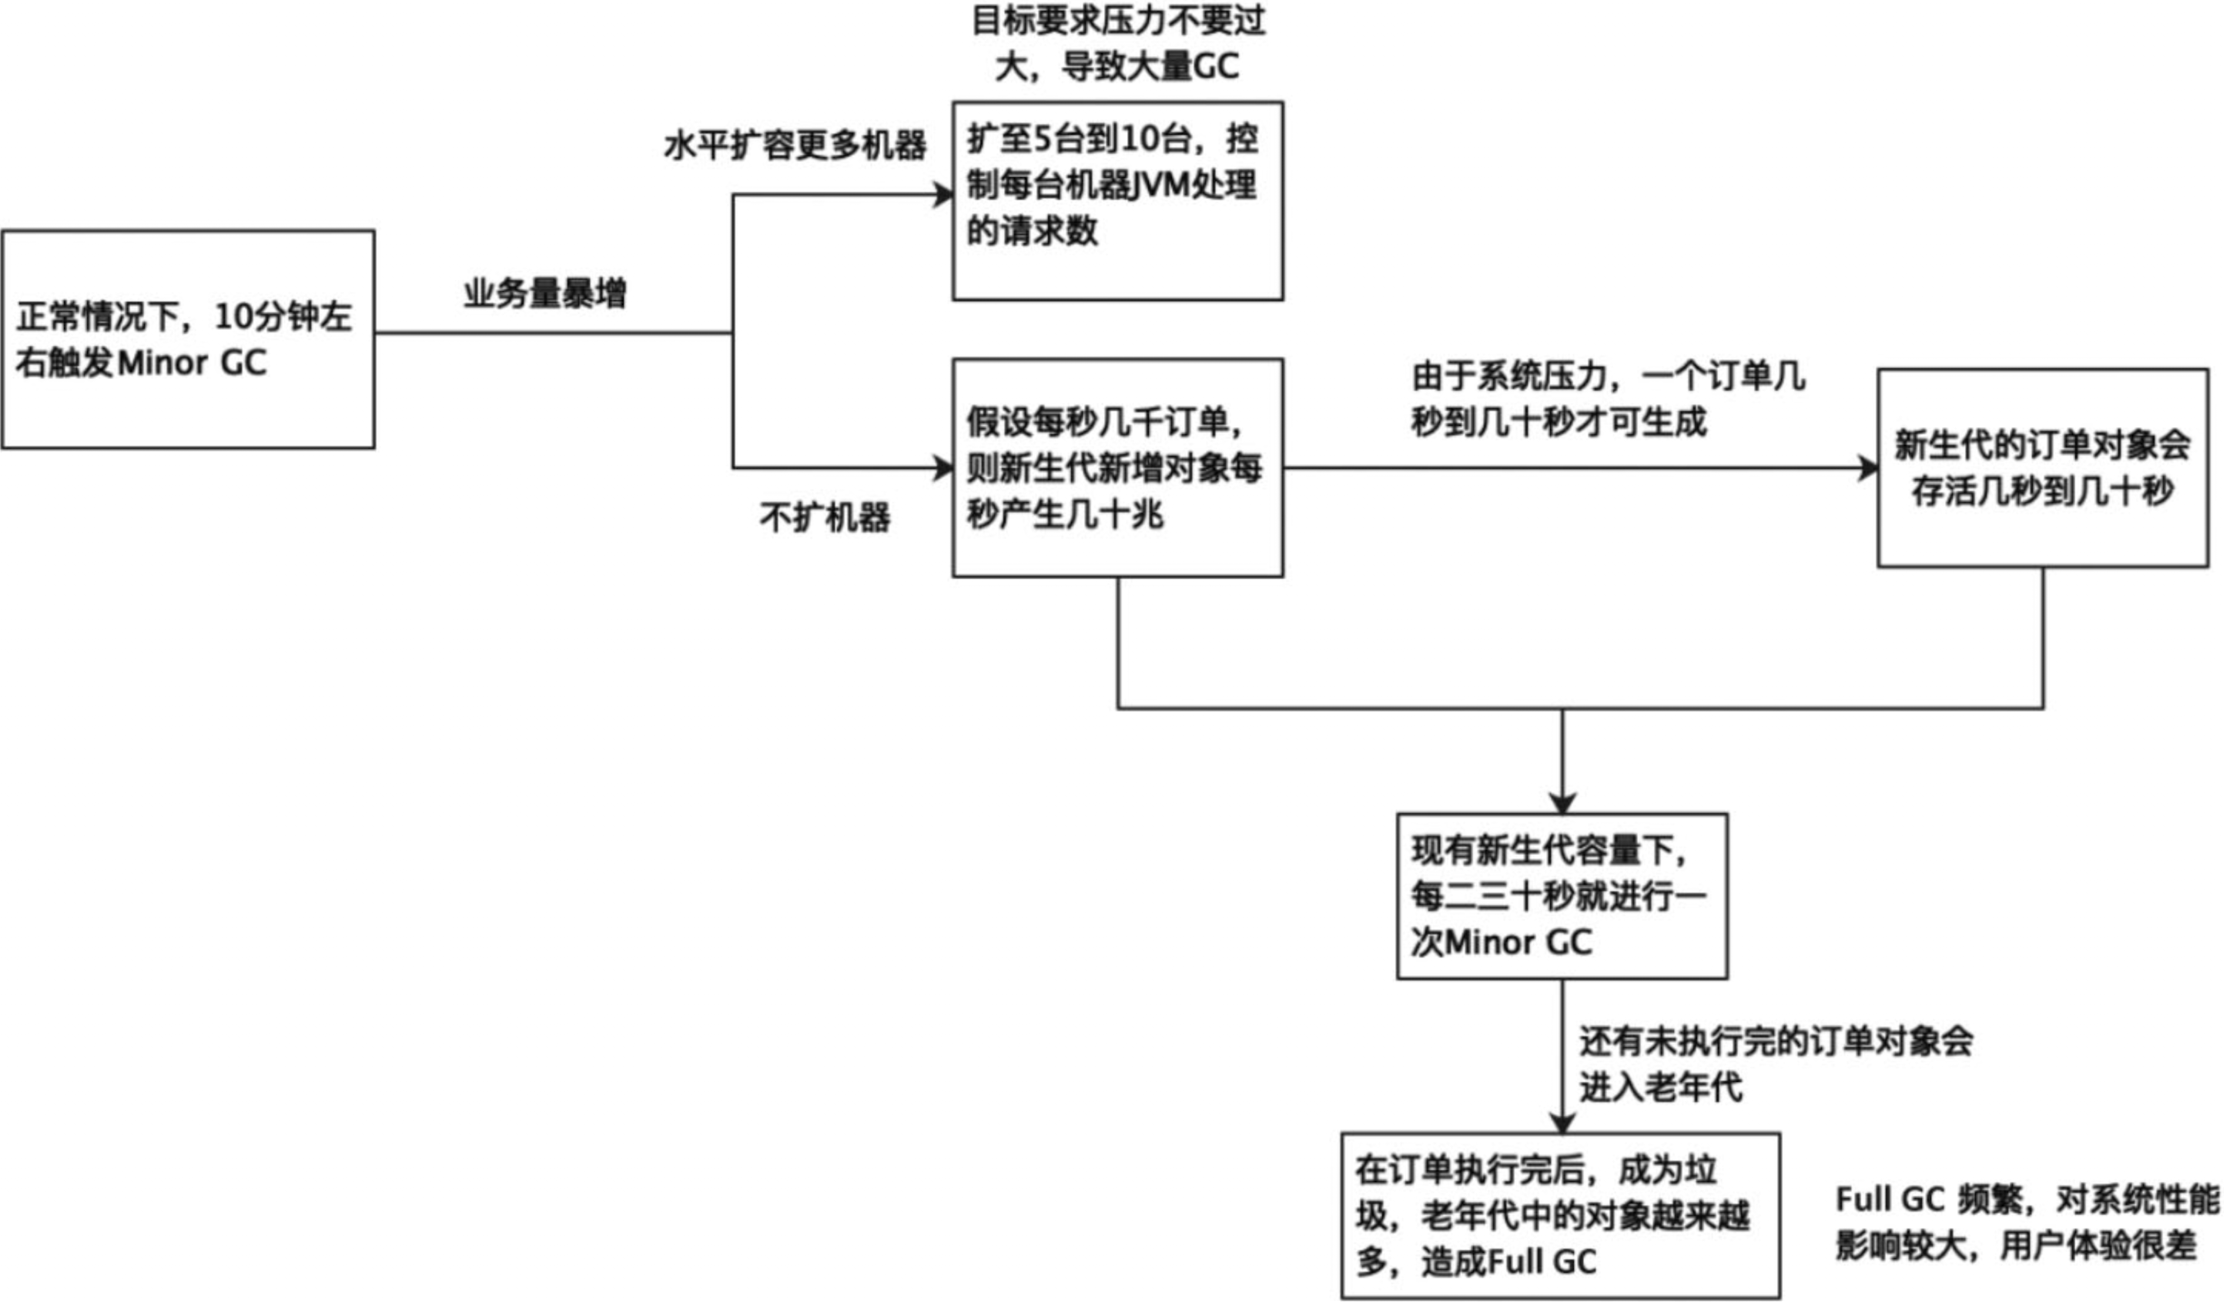 目标要求压力不要过
大，导致大量GC
水平扩容更多机器
扩至5台到10台，控
制每台机器JVM处理
的请求数
正常情况下，10分钟左
右触发Minor GC
业务量暴增
不扩机器
假设每秒几千订单，
则新生代新增对象每
秒产生几十兆
由于系统压力，一个订单几
秒到几十秒才可生成
新生代的订单对象会
存活几秒到几十秒
现有新生代容量下，
每二三十秒就进行一
次Minor GC
还有未执行完的订单对象会
进入老年代
在订单执行完后，成为垃
圾，老年代中的对象越来越
多，造成Full GC
Full GC 频繁，对系统性能
影响较大，用户体验很差